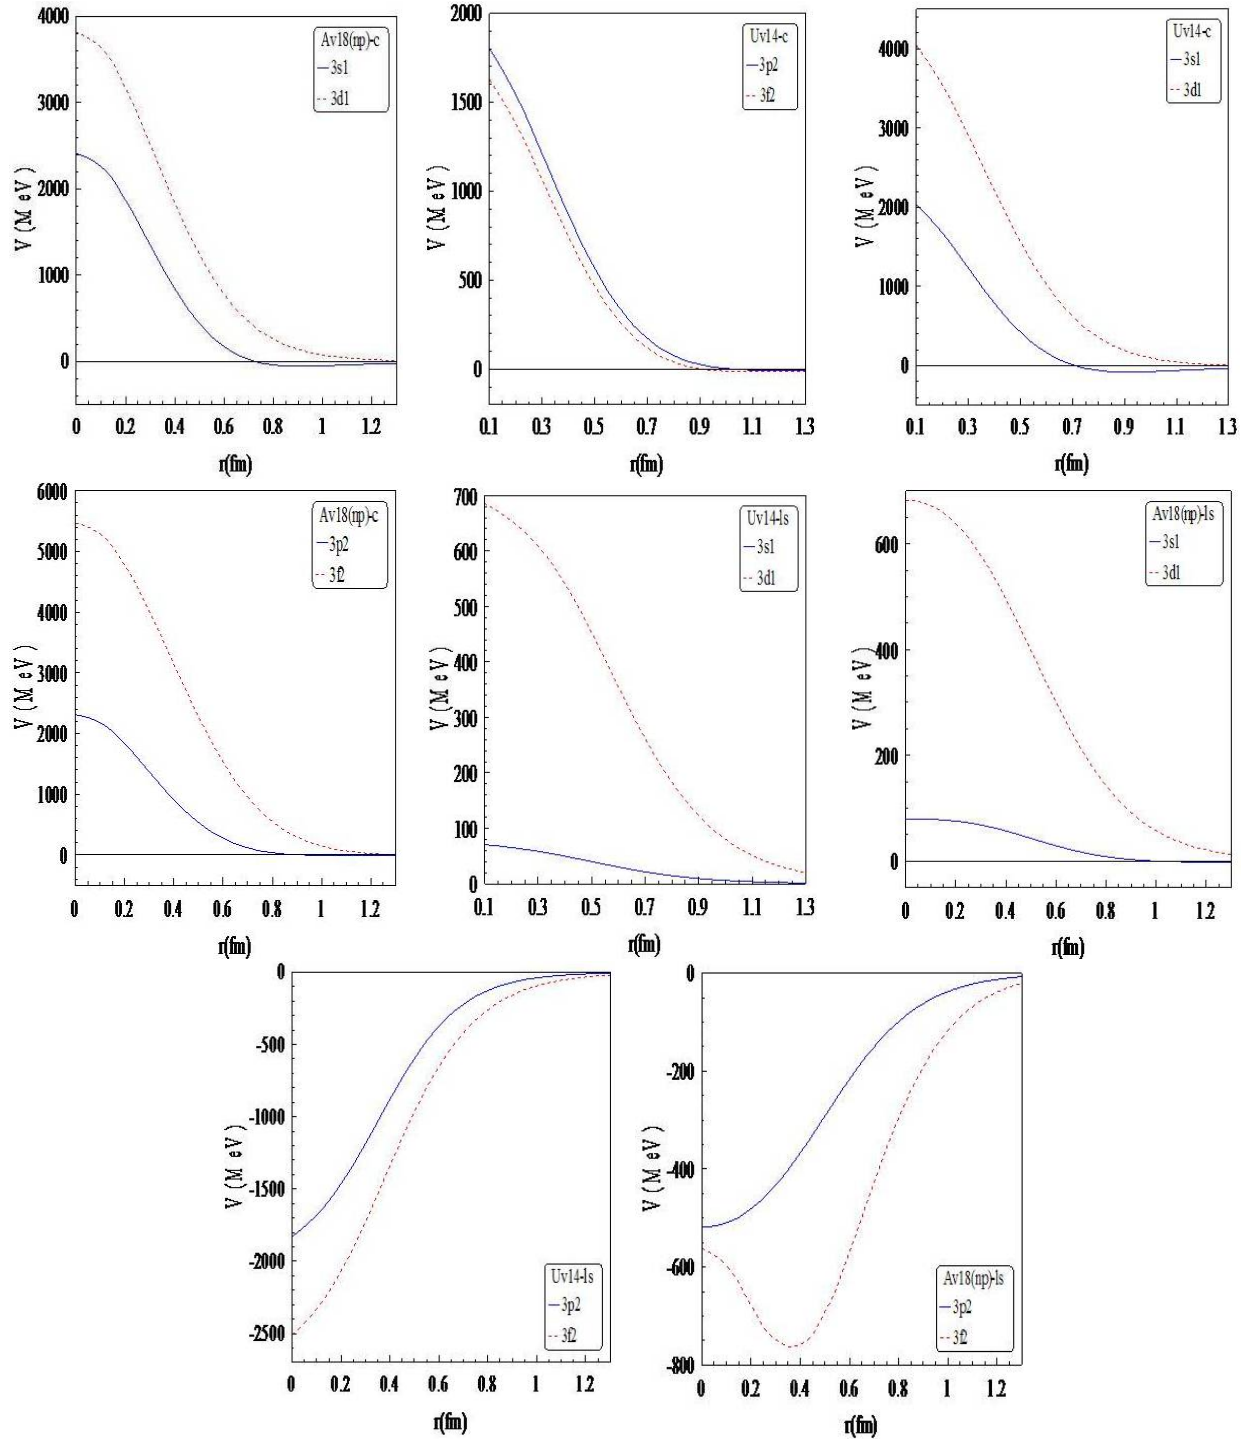 4000
3000
2000
1000
0
V (M eV)
Av18(np)-c
3s1
3d1
0 0.2 0.4 0.6 0.8 1 1.2
r(fm)
2000
1500
1000
500
0
V (M eV)
Uv14-c
3p2
3f2
0.1 0.3 0.5 0.7 0.9 1.1 1.3
r(fm)
4000
3000
2000
1000
0
V (M eV)
Uv14-c
3s1
3d1
0.1 0.3 0.5 0.7 0.9 1.1 1.3
r(fm)
6000
5000
4000
3000
2000
1000
0
V (M eV)
Av18(np)-c
3p2
3f2
0 0.2 0.4 0.6 0.8 1 1.2
r(fm)
700
600
500
400
300
200
100
0
V (M eV)
Uv14-ls
3s1
3d1
0.1 0.3 0.5 0.7 0.9 1.1 1.3
r(fm)
600
400
200
0
V (M eV)
Av18(np)-ls
3s1
3d1
0 0.2 0.4 0.6 0.8 1 1.2
r(fm)
0
-500
-1000
-1500
-2000
-2500
V (M eV)
Uv14-ls
3p2
3f2
0 0.2 0.4 0.6 0.8 1 1.2
r(fm)
0
-200
-400
-600
-800
V (M eV)
Av18(np)-ls
3p2
3f2
0 0.2 0.4 0.6 0.8 1 1.2
r(fm)